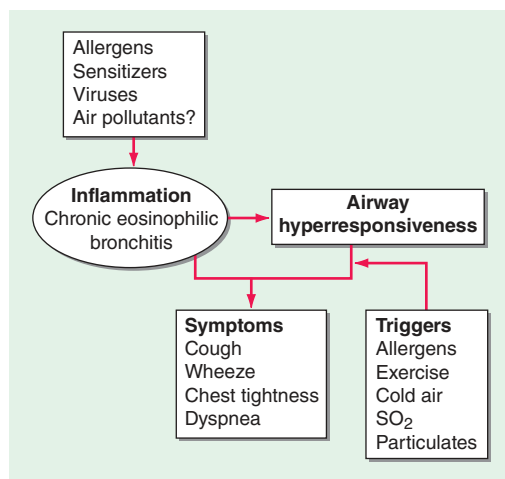 Allergens
Sensitizers
Viruses
Air pollutants?
Inflammation
Chronic eosinophilic
bronchitis
Airway
hyperresponsiveness
Symptoms
Cough
Wheeze
Chest tightness
Dyspnea
Triggers
Allergens
Exercise
Cold air
SO₂
Particulates